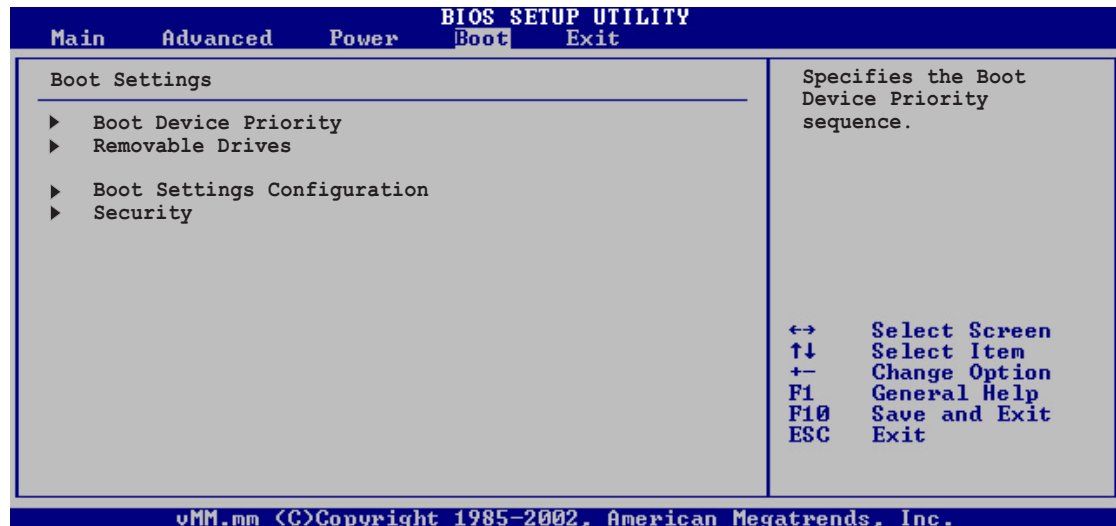 BIOS SETUP UTILITY
Main Advanced Power Boot Exit
Boot Settings
Boot Device Priority
Removable Drives
Boot Settings Configuration
Security
Specifies the Boot
Device Priority
sequence.
←→ Select Screen
↑↓ Select Item
+- Change Option
F1 General Help
F10 Save and Exit
ESC Exit
vMM.mm (C)Copyright 1985-2002, American Megatrends, Inc.